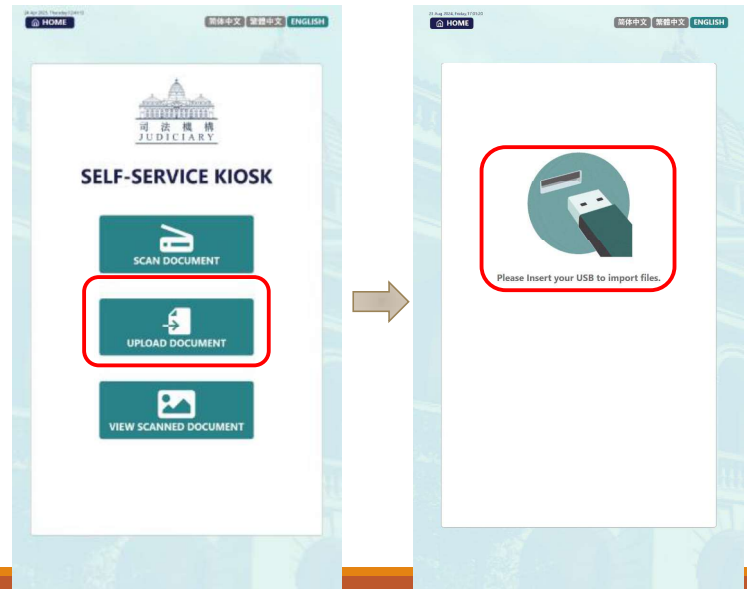 HOME
简体中文 繁體中文 ENGLISH
司法機構
JUDICIARY
SELF-SERVICE KIOSK
SCAN DOCUMENT
UPLOAD DOCUMENT
VIEW SCANNED DOCUMENT
HOME
简体中文 繁體中文 ENGLISH
Please Insert your USB to import files.